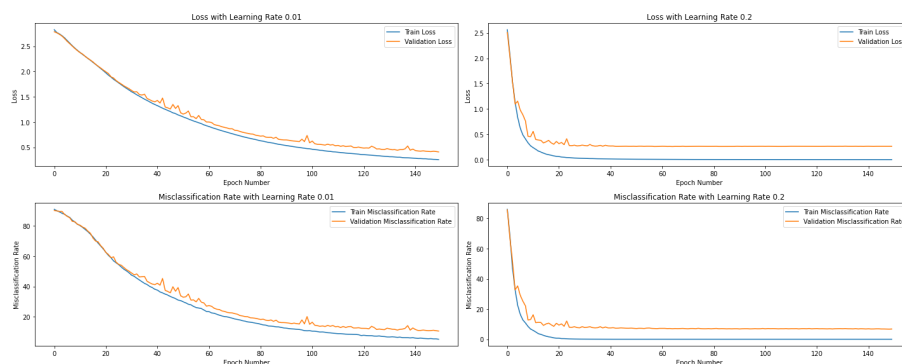 Loss with Learning Rate 0.01
Train Loss
Validation Loss
Loss
2.5
2.0
1.5
1.0
0.5
0 20 40 60 80 100 120 140
Epoch Number
Loss with Learning Rate 0.2
Train Loss
Validation Loss
Loss
2.5
2.0
1.5
1.0
0.5
0.0
0 20 40 60 80 100 120 140
Epoch Number
Misclassification Rate with Learning Rate 0.01
Train Misclassification Rate
Validation Misclassification Rate
Misclassification Rate
80
60
40
20
0 20 40 60 80 100 120 140
Epoch Number
Misclassification Rate with Learning Rate 0.2
Train Misclassification Rate
Validation Misclassification Rate
Misclassification Rate
80
60
40
20
0
0 20 40 60 80 100 120 140
Epoch Number